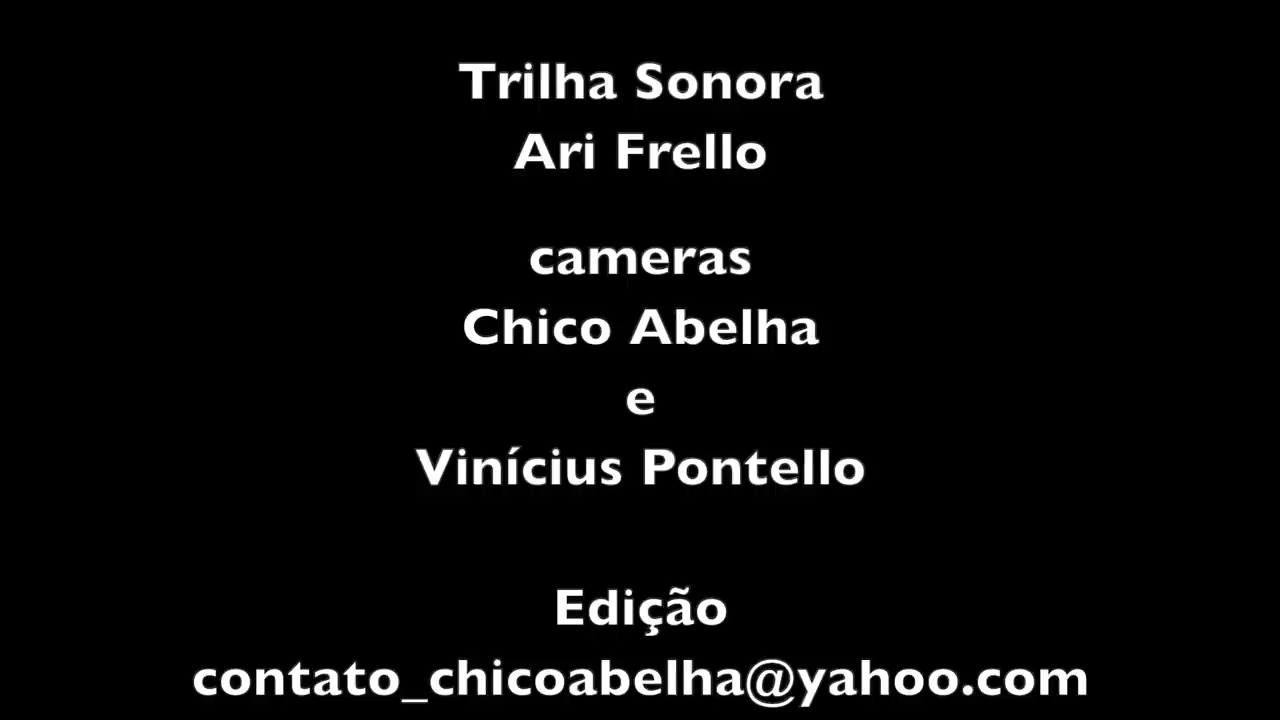 Trilha Sonora
Ari Frello
cameras
Chico Abelha
e
Vinícius Pontello
Edição
contato_chicoabelha@yahoo.com